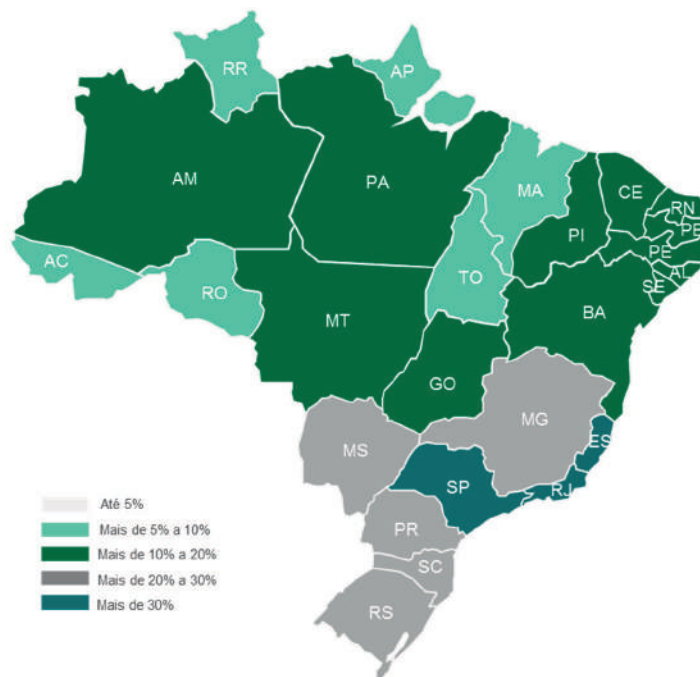 RR
AP
AM
PA
MA
CE
RN
PB
PI
PE
AL
SE
AC
RO
TO
BA
MT
GO
MG
MS
ES
SP
RJ
PR
SC
RS
Até 5%
Mais de 5% a 10%
Mais de 10% a 20%
Mais de 20% a 30%
Mais de 30%